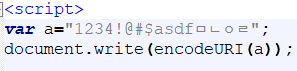 <script>
var a="1234!@#$asdfㅁㄴㅇㄹ";
document.write(encodeURI(a));